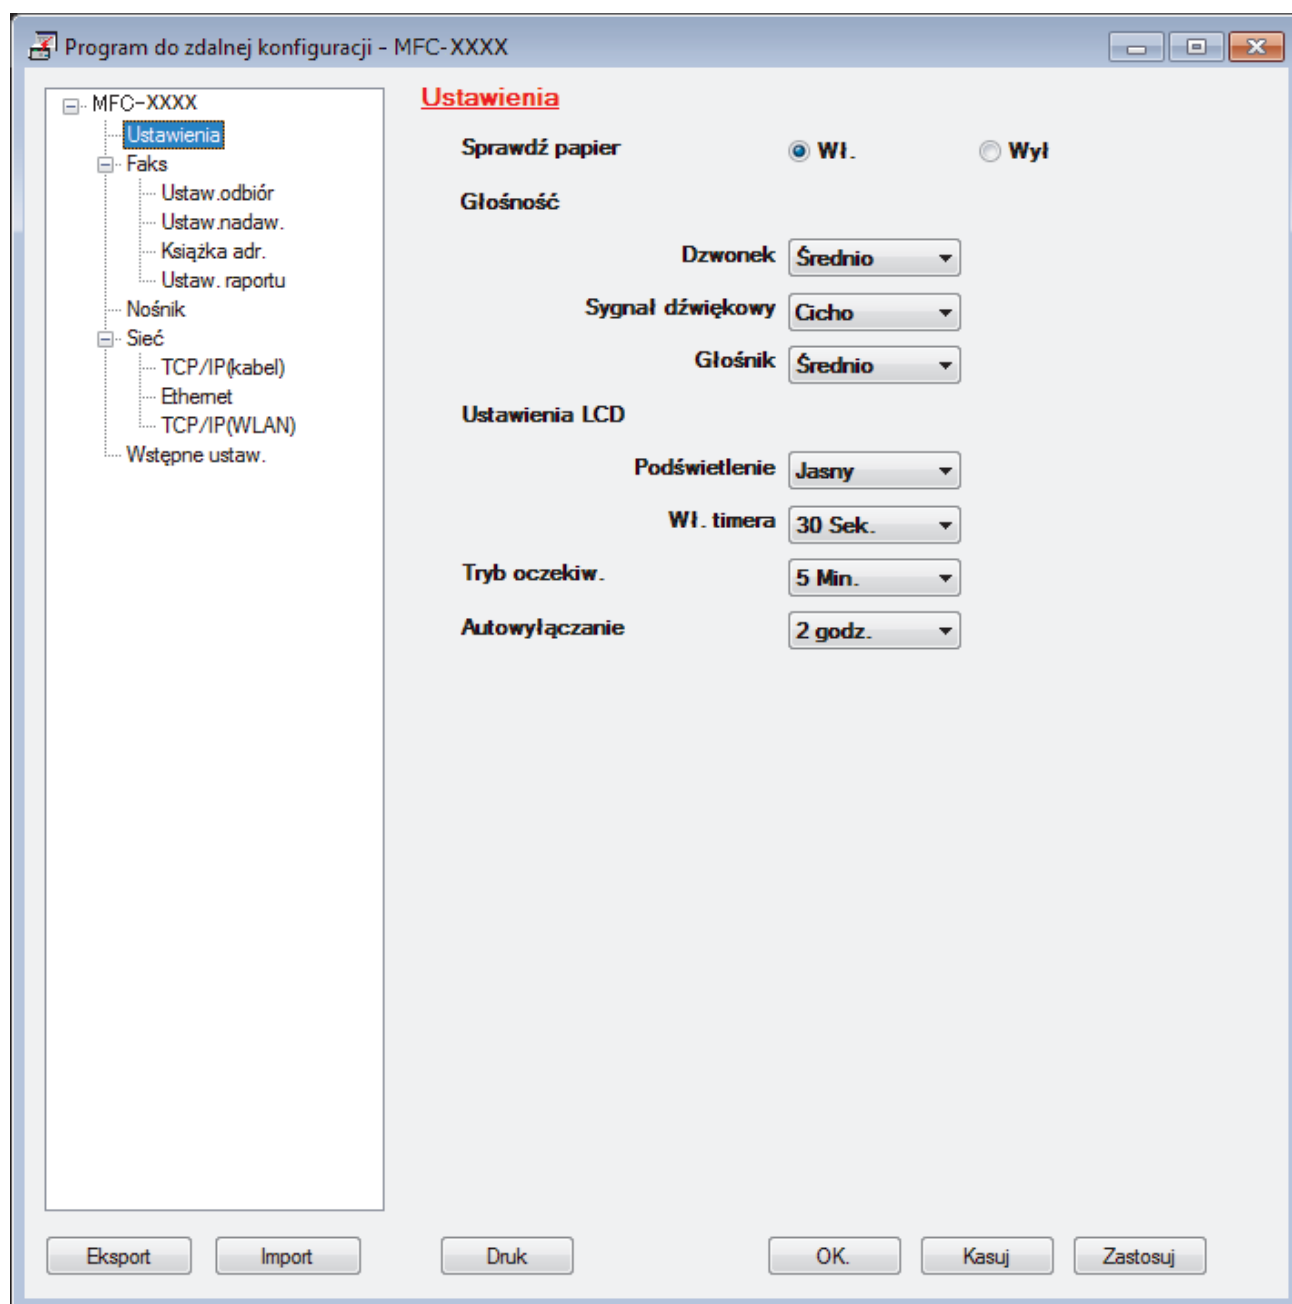 Program do zdalnej konfiguracji - MFC-XXXX
MFC-XXXX
Ustawienia
Faks
Ustaw.odbiór
Ustaw.nadaw.
Książka adr.
Ustaw. raportu
Nośnik
Sieć
TCP/IP(kabel)
Ethernet
TCP/IP(WLAN)
Wstępne ustaw.
Ustawienia
Sprawdź papier Wł. Wył
Głośność
Dzwonek Średnio
Sygnał dźwiękowy Cicho
Głośnik Średnio
Ustawienia LCD
Podświetlenie Jasny
Wł. timera 30 Sek.
Tryb oczekiw. 5 Min.
Autowyłączanie 2 godz.
Eksport Import Druk OK. Kasuj Zastosuj